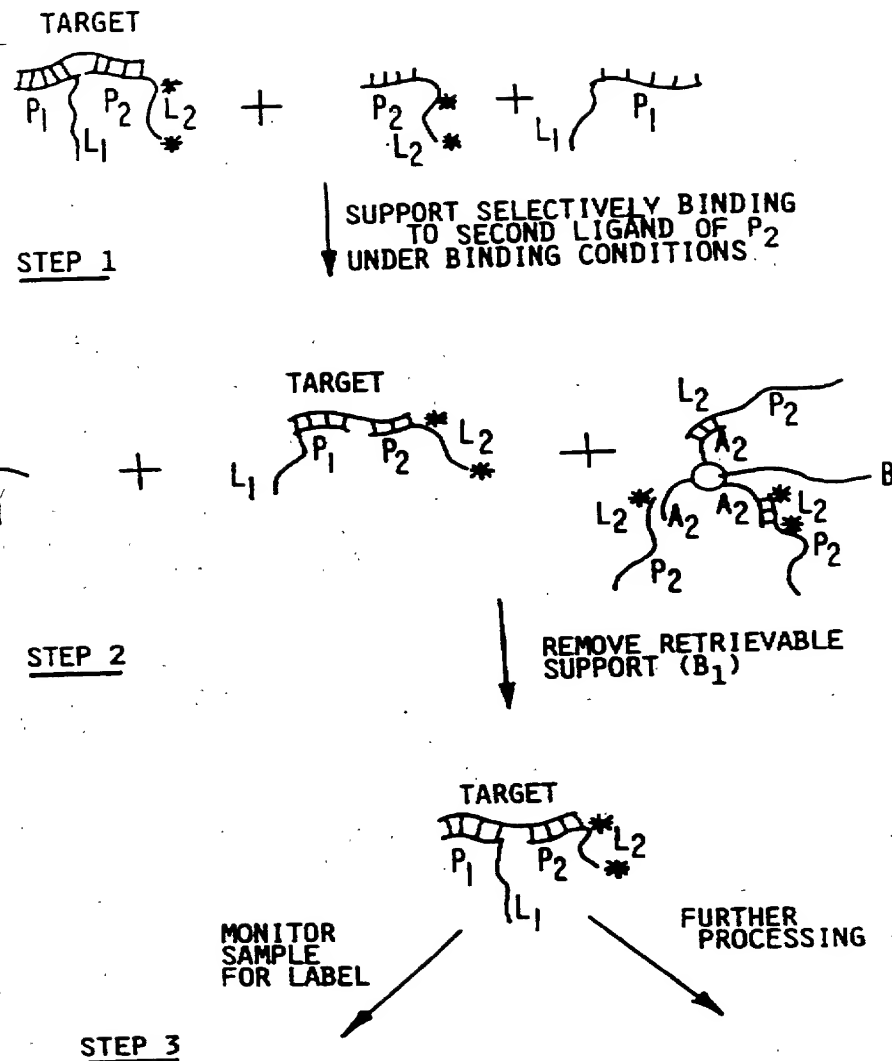 TARGET
P1 P2 L2
L1
+
P2
L2
+
L1 P1
SUPPORT SELECTIVELY BINDING
TO SECOND LIGAND OF P2
UNDER BINDING CONDITIONS
STEP 1
TARGET
+
L1 P1 P2 L2
+
L2 P2
A2
B
L2 A2 A2 L2
P2 P2
STEP 2
REMOVE RETRIEVABLE
SUPPORT (B1)
TARGET
P1 P2 L2
L1
MONITOR
SAMPLE
FOR LABEL
FURTHER
PROCESSING
STEP 3